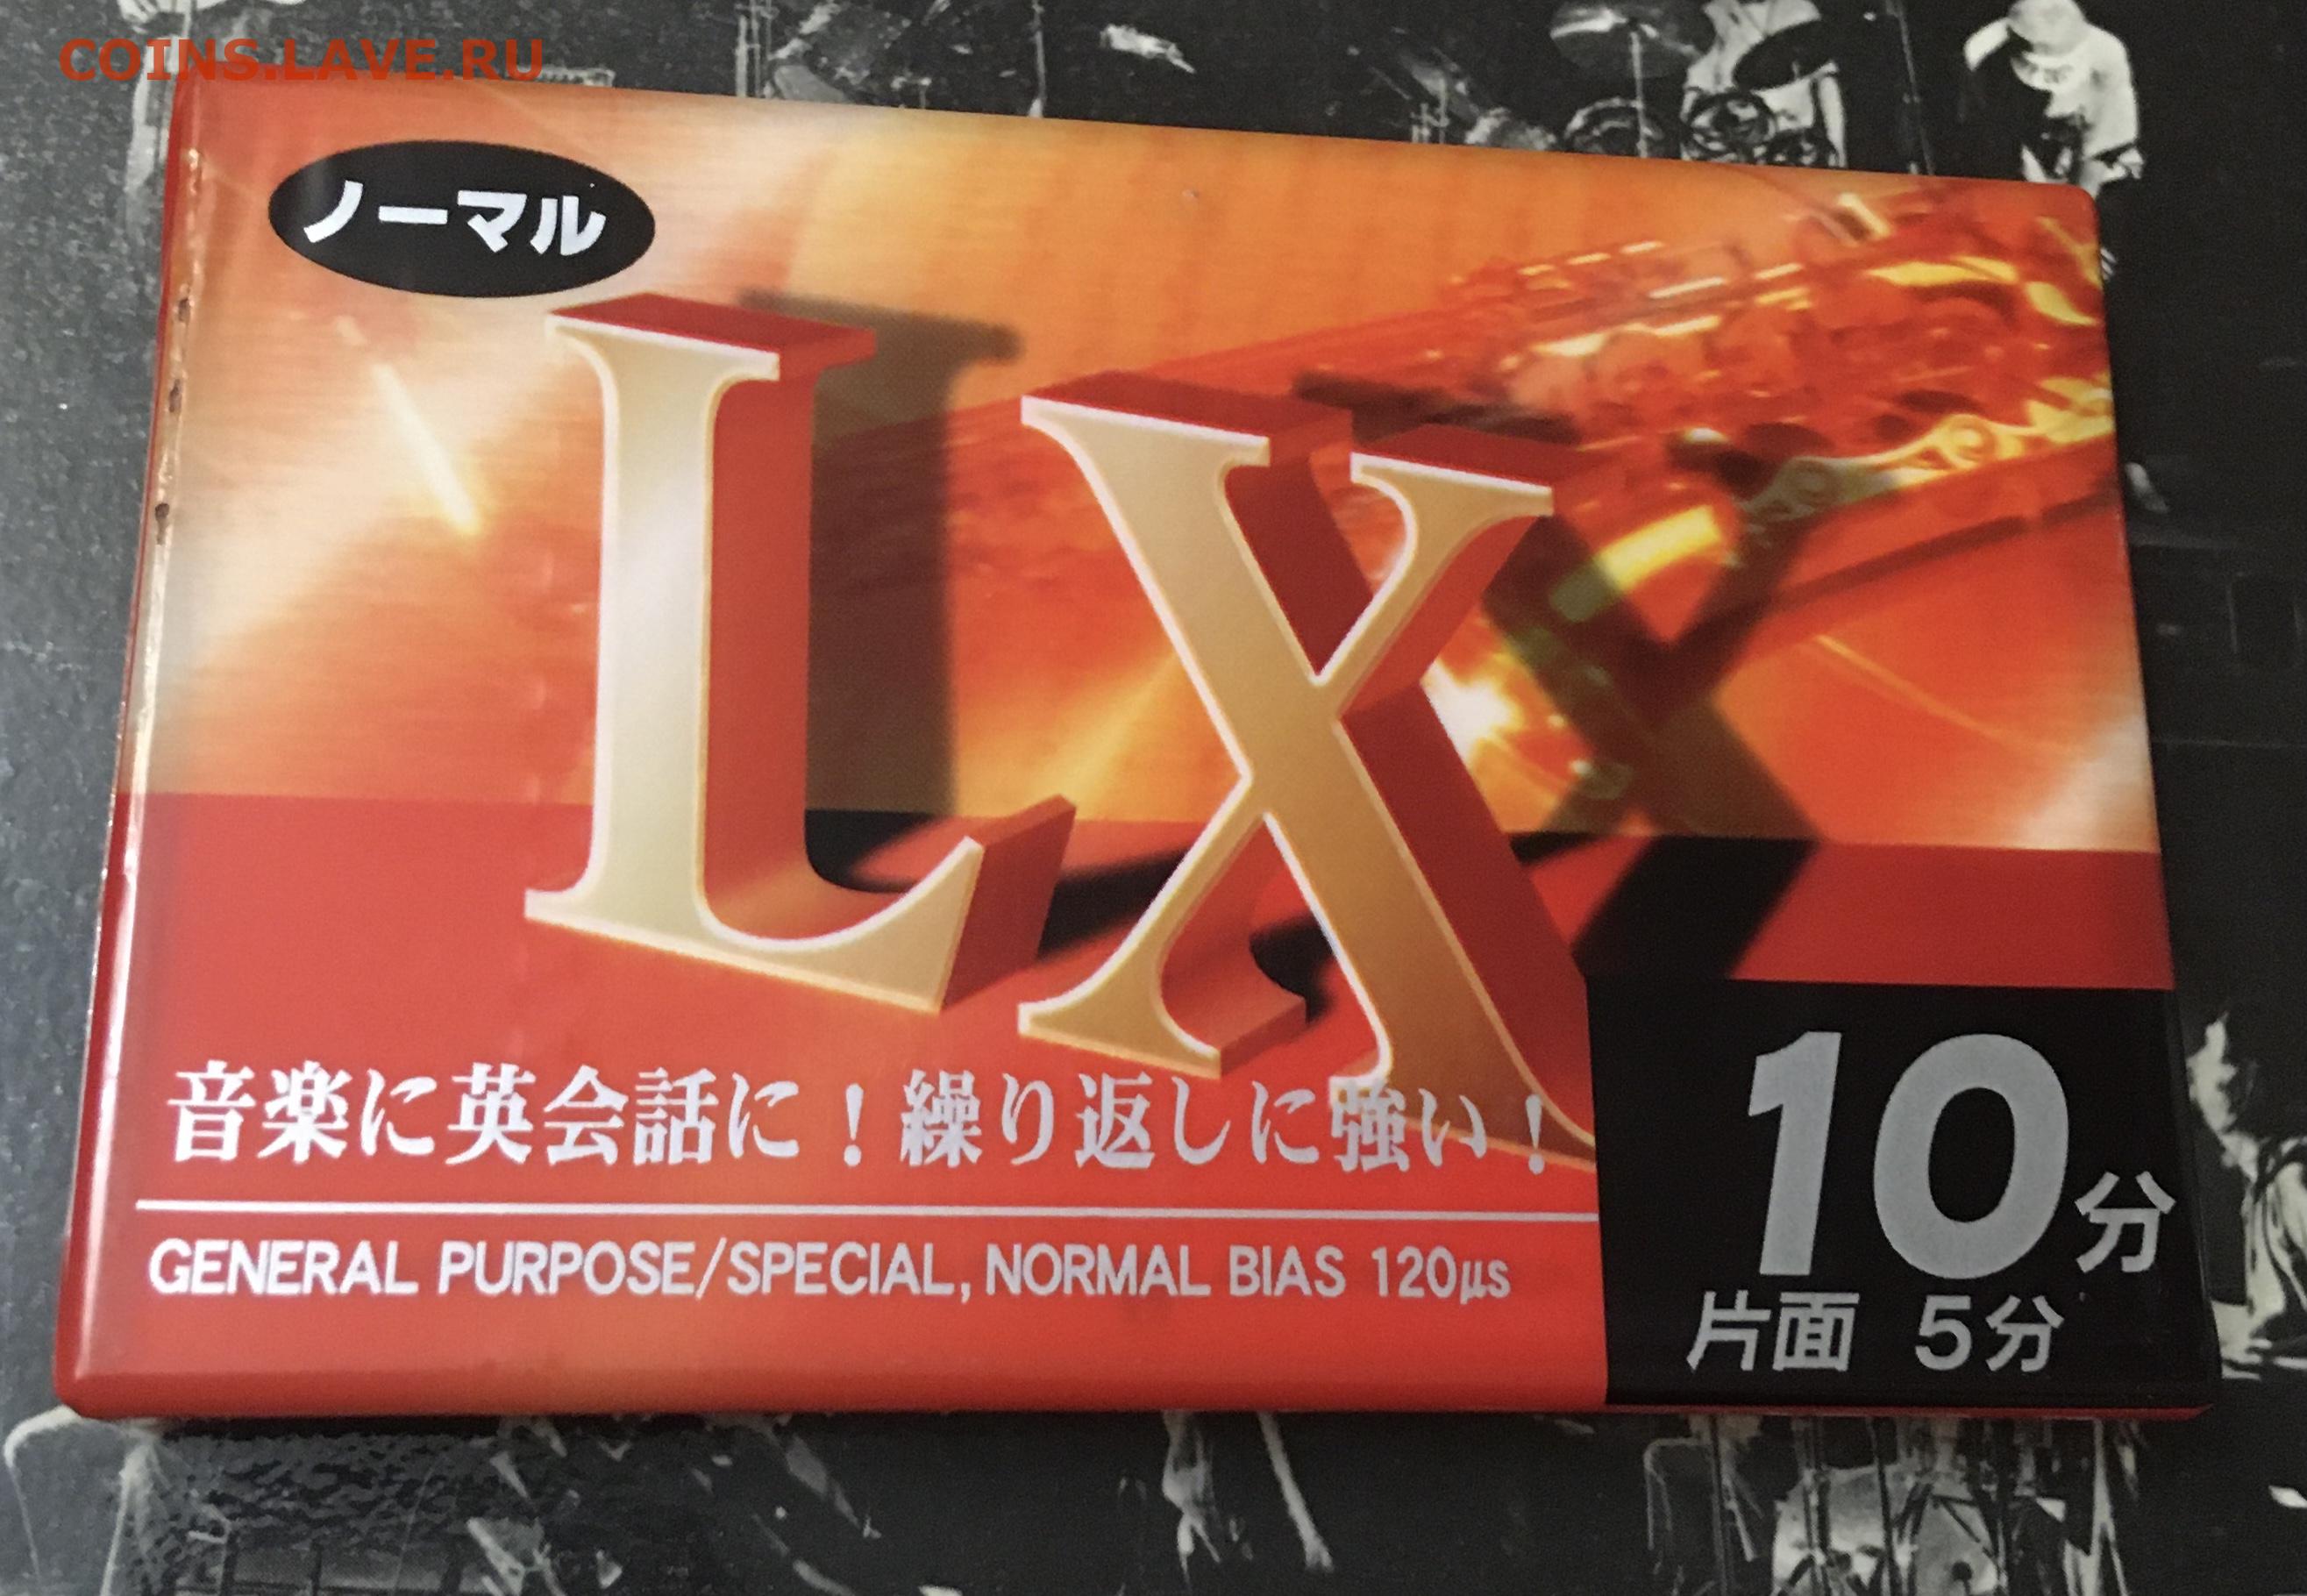 COINS.LAVE.RU
ノーマル
LX
音楽に英会話に！繰り返しに強い！
GENERAL PURPOSE/SPECIAL, NORMAL BIAS 120μs
10分
片面 5分